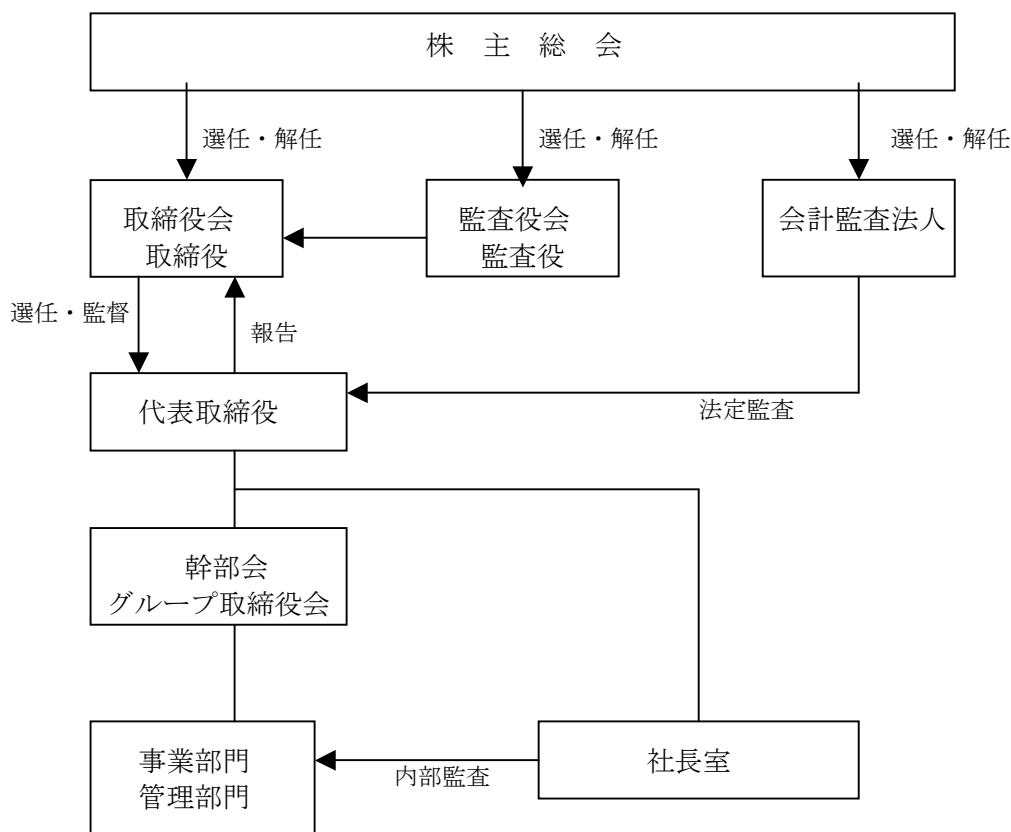 株 主 総 会
選任・解任
選任・解任
選任・解任
取締役会
取締役
監査役会
監査役
会計監査法人
選任・監督
報告
代表取締役
法定監査
幹部会
グループ取締役会
事業部門
管理部門
内部監査
社長室